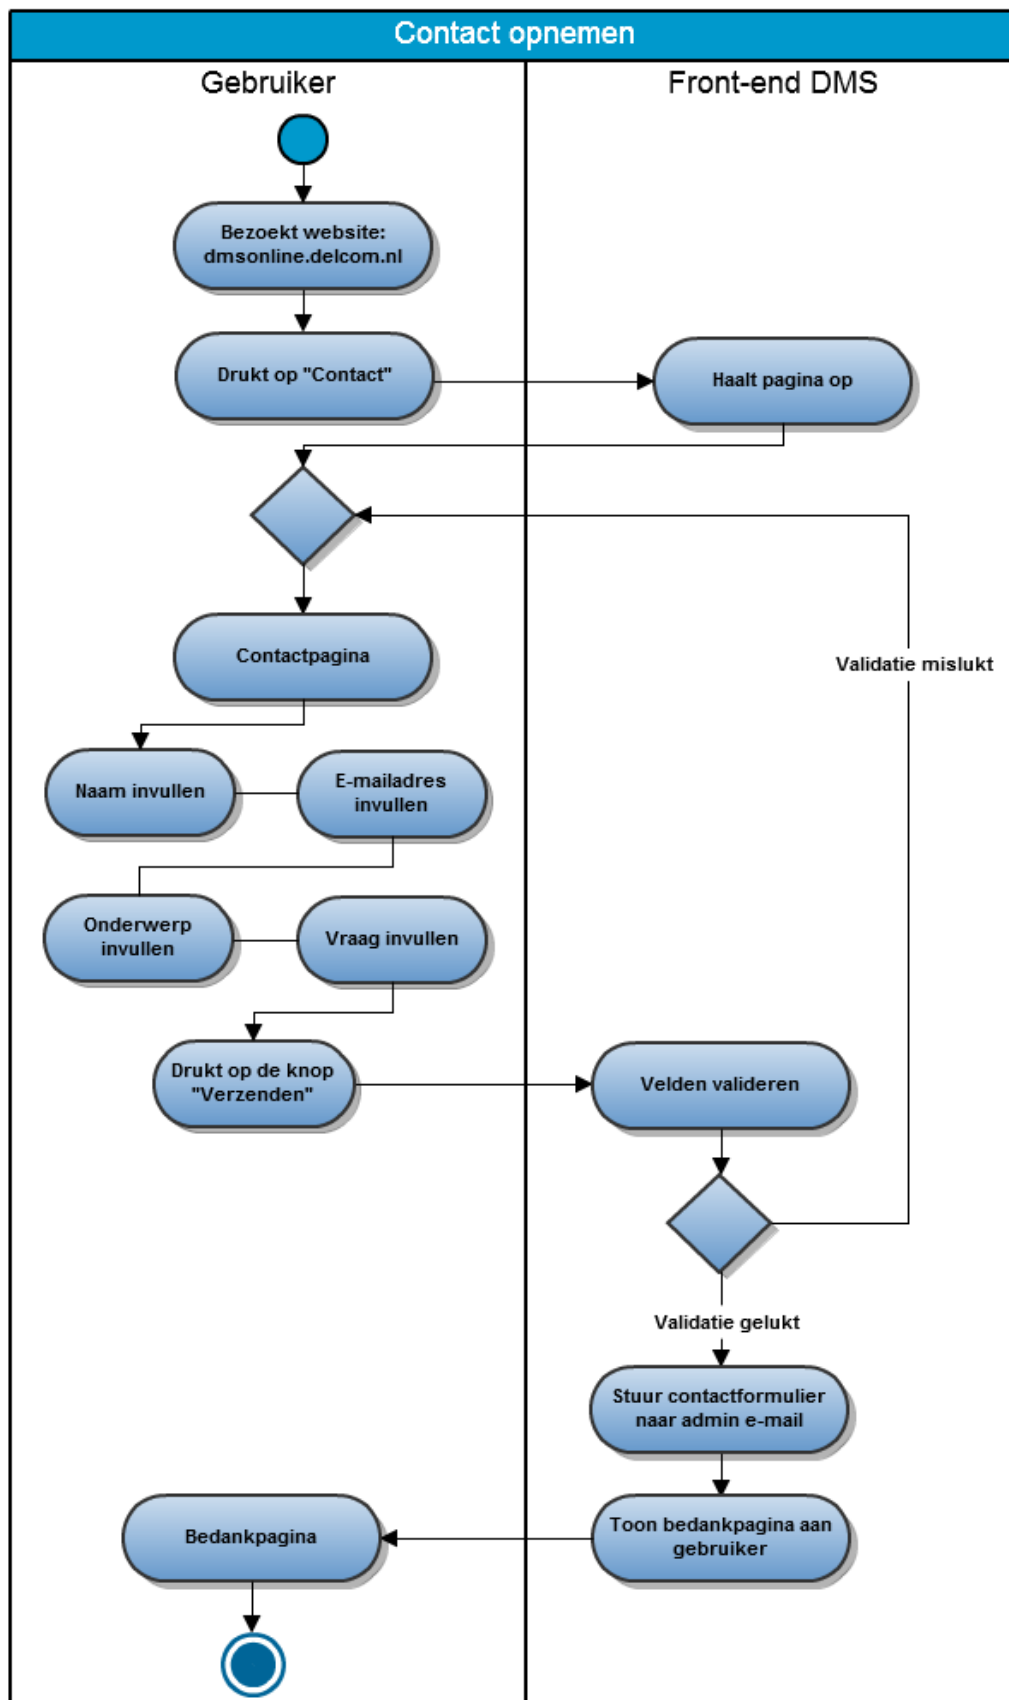 Contact opnemen
Gebruiker
Front-end DMS
Bezoekt website:
dmsonline.delcom.nl
Drukt op "Contact"
Haalt pagina op
Validatie mislukt
Contactpagina
Naam invullen
E-mailadres
invullen
Onderwerp
invullen
Vraag invullen
Drukt op de knop
"Verzenden"
Velden valideren
Validatie gelukt
Stuur contactformulier
naar admin e-mail
Toon bedankpagina aan
gebruiker
Bedankpagina